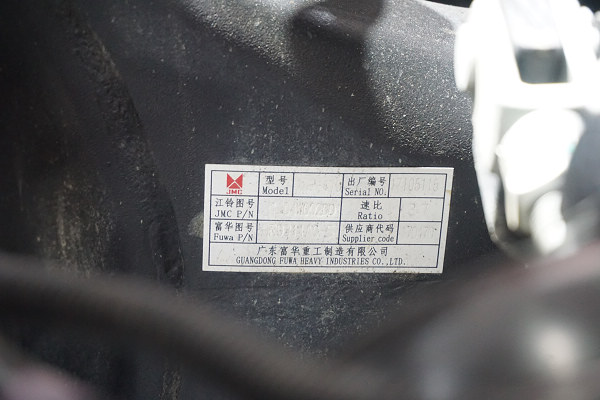 JMC 型号 Model 出厂编号 Serial NO.
江铃图号 JMC P/N 速比 Ratio
富华图号 Fuwa P/N 供应商代码 Supplier code
广东富华重工制造有限公司
GUANGDONG FUWA HEAVY INDUSTRIES CO.,LTD.